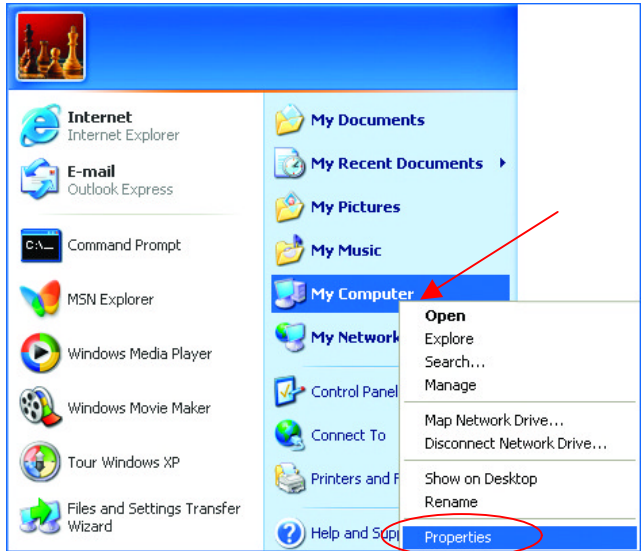 Internet
Internet Explorer
E-mail
Outlook Express
C:\_
Command Prompt
MSN Explorer
Windows Media Player
Windows Movie Maker
Tour Windows XP
Files and Settings Transfer
Wizard
My Documents
My Recent Documents
My Pictures
My Music
My Computer
My Network
Control Panel
Connect To
Printers and F
Help and Supp
Open
Explore
Search...
Manage
Map Network Drive...
Disconnect Network Drive...
Show on Desktop
Rename
Properties